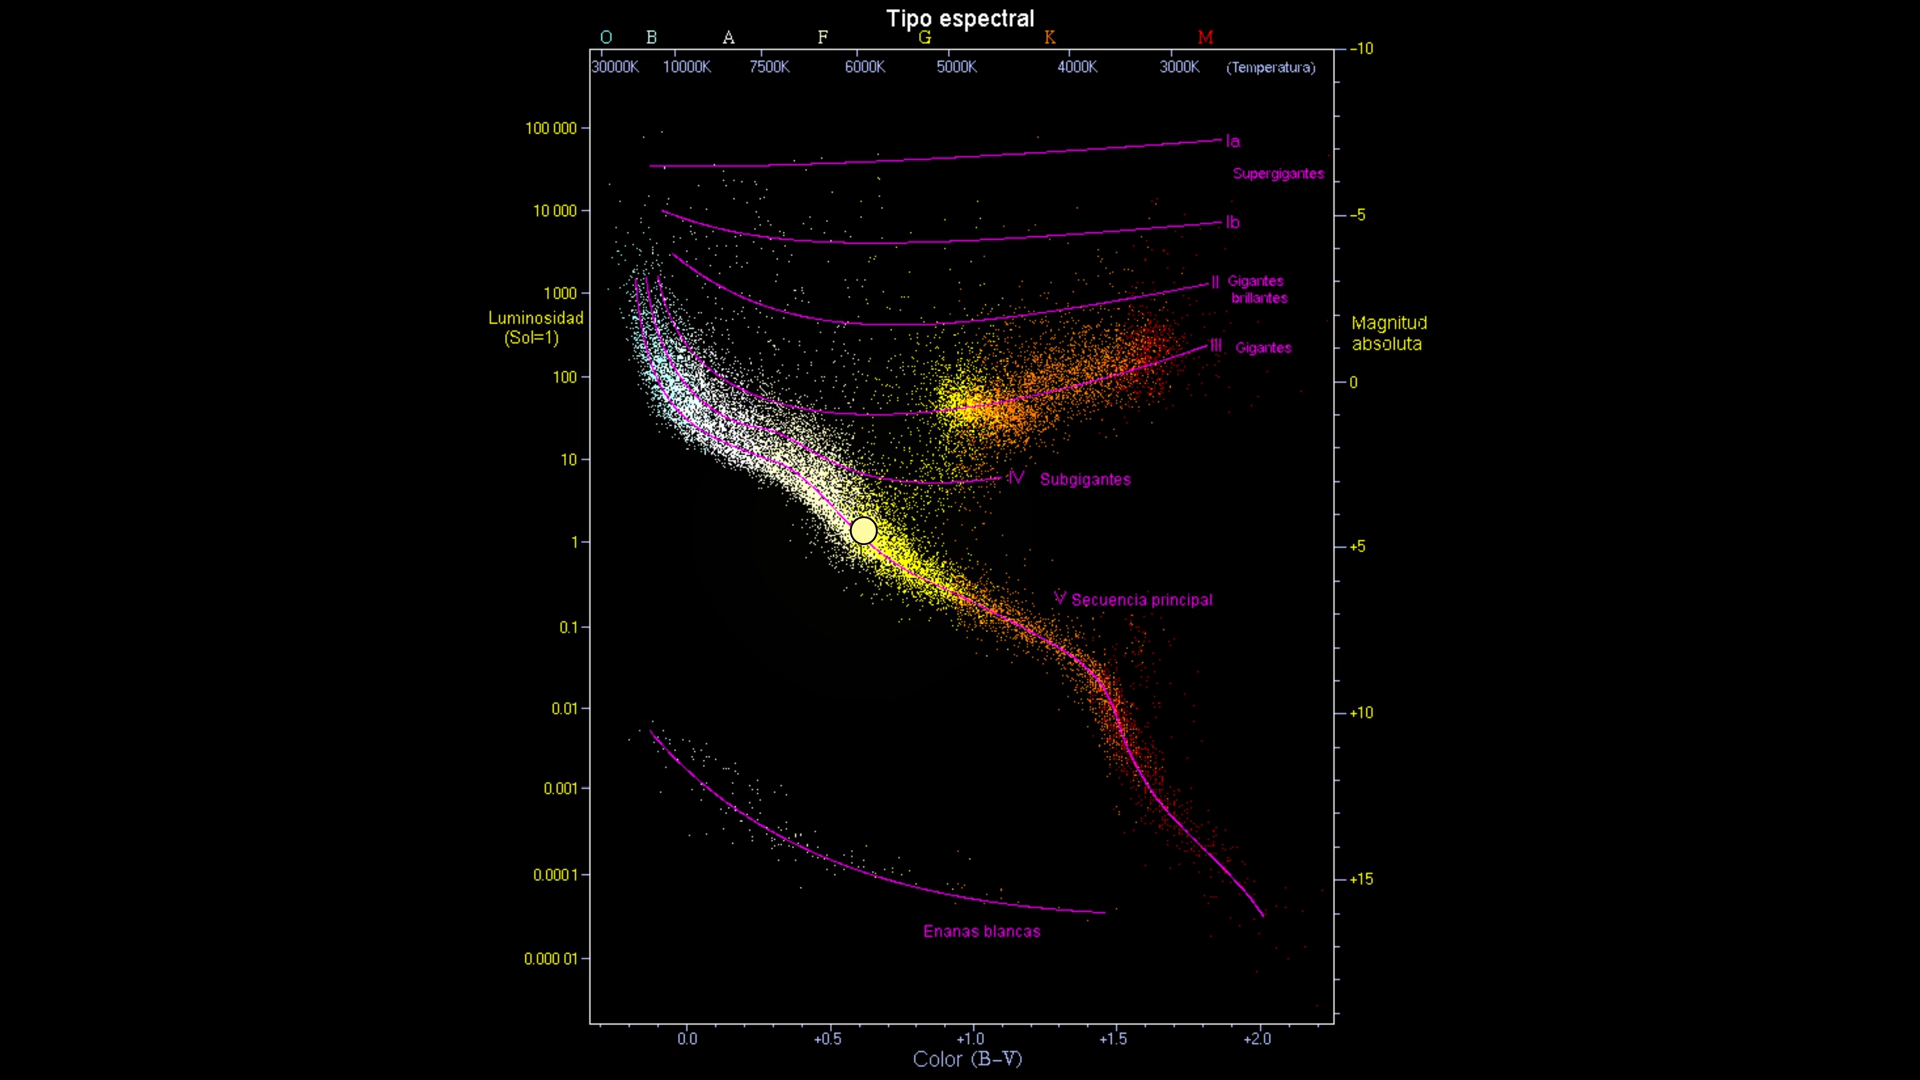 Tipo espectral
O B A F G K M
30000K 10000K 7500K 6000K 5000K 4000K 3000K (Temperatura)
-10
100 000
Ia
Supergigantes
10 000
-5
Ib
II Gigantes
brillantes
1000
Luminosidad
(Sol=1)
Magnitud
absoluta
III Gigantes
100
0
10
IV Subgigantes
1
+5
V Secuencia principal
0.1
0.01
+10
0.001
0.0001
+15
Enanas blancas
0.000 01
0.0 +0.5 +1.0 +1.5 +2.0
Color (B-V)